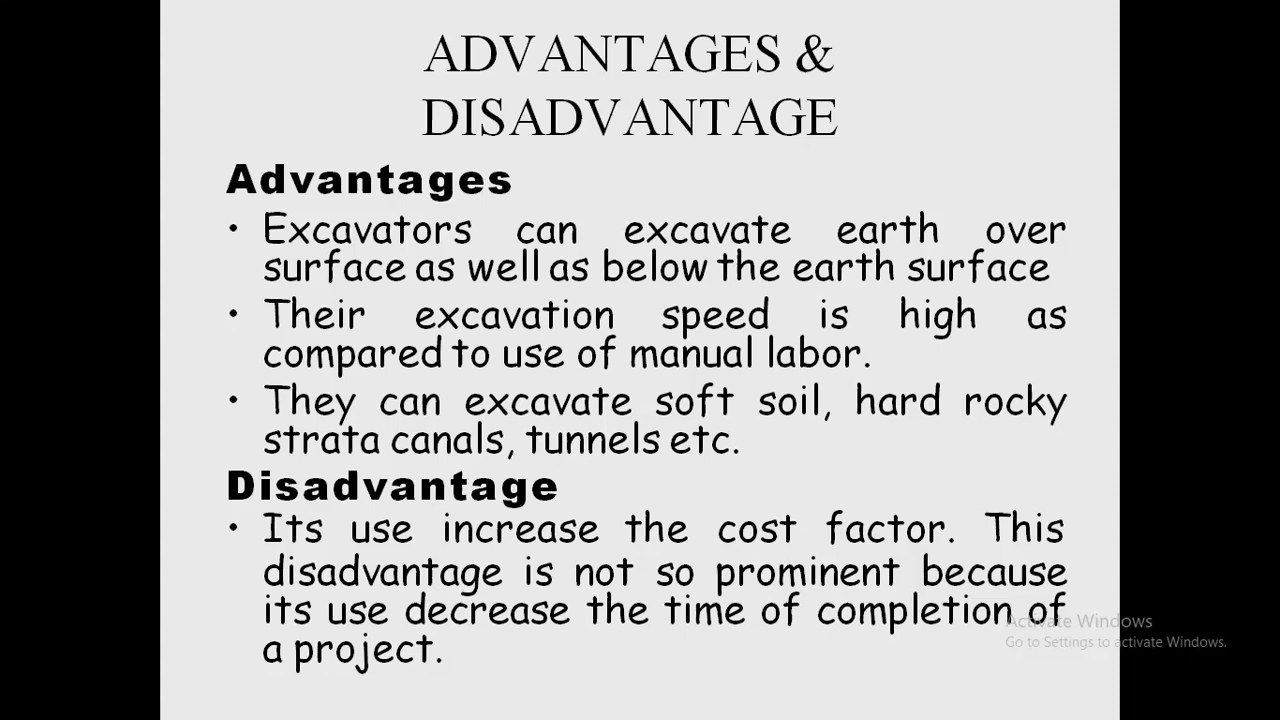 ADVANTAGES &
DISADVANTAGE
Advantages
• Excavators can excavate earth over
surface as well as below the earth surface
• Their excavation speed is high as
compared to use of manual labor.
• They can excavate soft soil, hard rocky
strata canals, tunnels etc.
Disadvantage
• Its use increase the cost factor. This
disadvantage is not so prominent because
its use decrease the time of completion of
a project.
Activate Windows
Go to Settings to activate Windows.